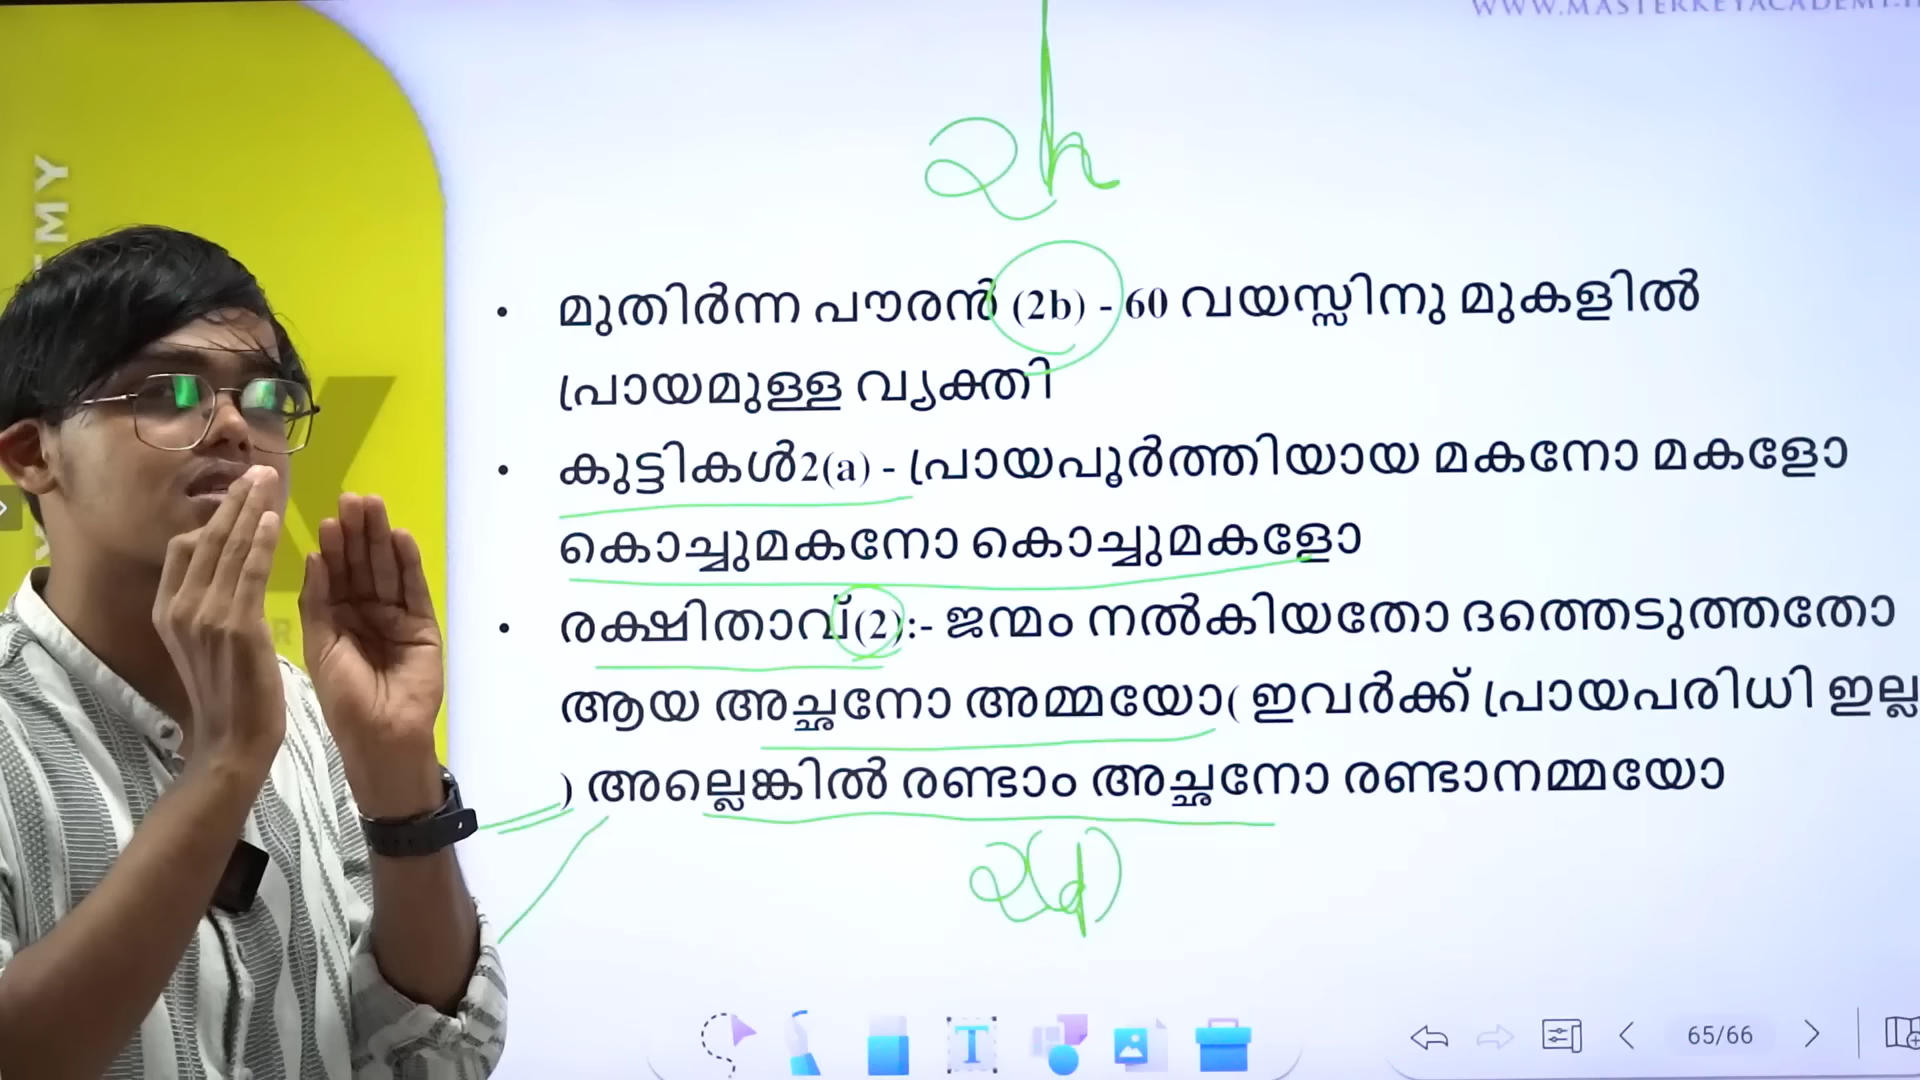 WWW.MASTERKEYACADEMY.
2h
• മുതിർന്ന പൗരൻ (2b) - 60 വയസ്സിനു മുകളിൽ
പ്രായമുള്ള വ്യക്തി
• കുട്ടികൾ2(a) - പ്രായപൂർത്തിയായ മകനോ മകളോ
കൊച്ചുമകനോ കൊച്ചുമകളോ
• രക്ഷിതാവ്(2):- ജന്മം നൽകിയതോ ദത്തെടുത്തതോ
ആയ അച്ഛനോ അമ്മയോ( ഇവർക്ക് പ്രായപരിധി ഇല്ല
) അല്ലെങ്കിൽ രണ്ടാം അച്ഛനോ രണ്ടാനമ്മയോ
2(d)
T
65/66